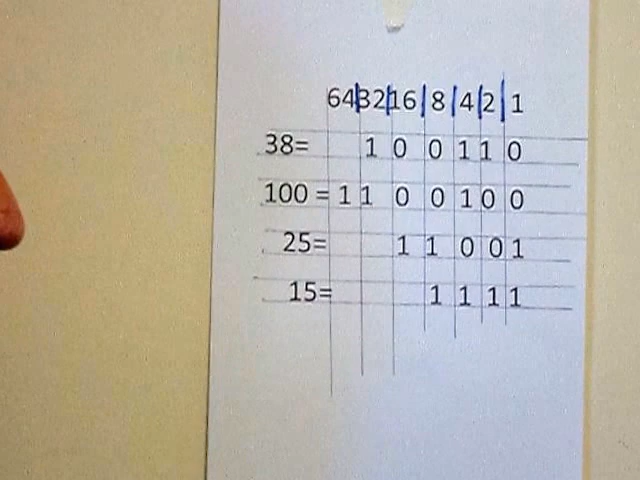 64|32|16|8|4|2|1
38= 1 0 0 1 1 0
100 = 1 1 0 0 1 0 0
25= 1 1 0 0 1
15= 1 1 1 1